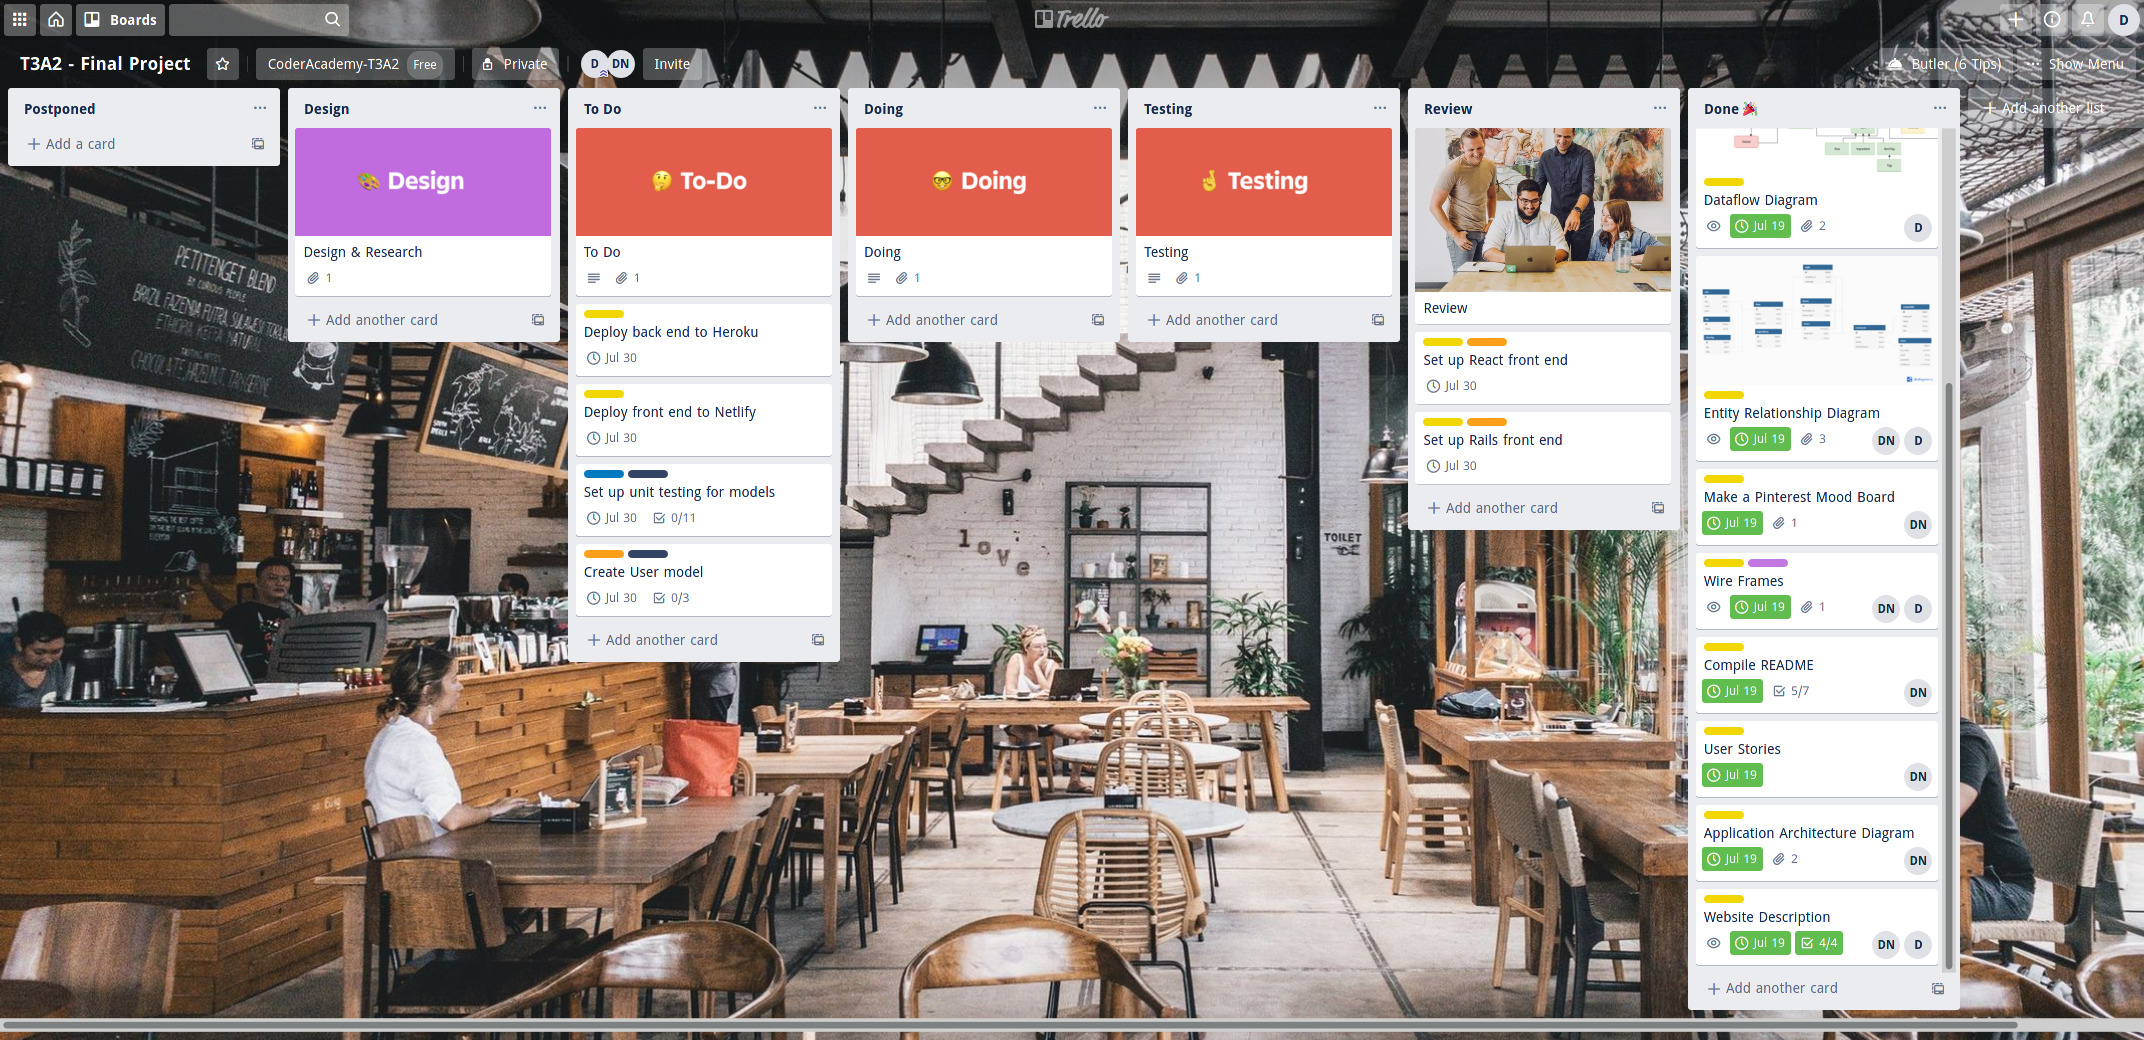 Boards
Trello
D
T3A2 - Final Project
CoderAcademy-T3A2 Free
Private
D DN
Invite
Butler (6 Tips)
Show Menu
Postponed
Add a card
Design
🎨 Design
Design & Research
1
Add another card
To Do
🤔 To-Do
To Do
1
Deploy back end to Heroku
Jul 30
Deploy front end to Netlify
Jul 30
Set up unit testing for models
Jul 30 0/11
Create User model
Jul 30 0/3
Add another card
Doing
🤓 Doing
Doing
1
Add another card
Testing
🤞 Testing
Testing
1
Add another card
Review
Review
Set up React front end
Jul 30
Set up Rails front end
Jul 30
Add another card
Done 🎉
Dataflow Diagram
Jul 19 2 D
Entity Relationship Diagram
Jul 19 3 DN D
Make a Pinterest Mood Board
Jul 19 1 DN
Wire Frames
Jul 19 1 DN D
Compile README
Jul 19 5/7 DN
User Stories
Jul 19 DN
Application Architecture Diagram
Jul 19 2 DN
Website Description
Jul 19 4/4 DN D
Add another card
Add another list
PETITENGET BLEND
BY CURIOUS PEOPLE
love
TOILET